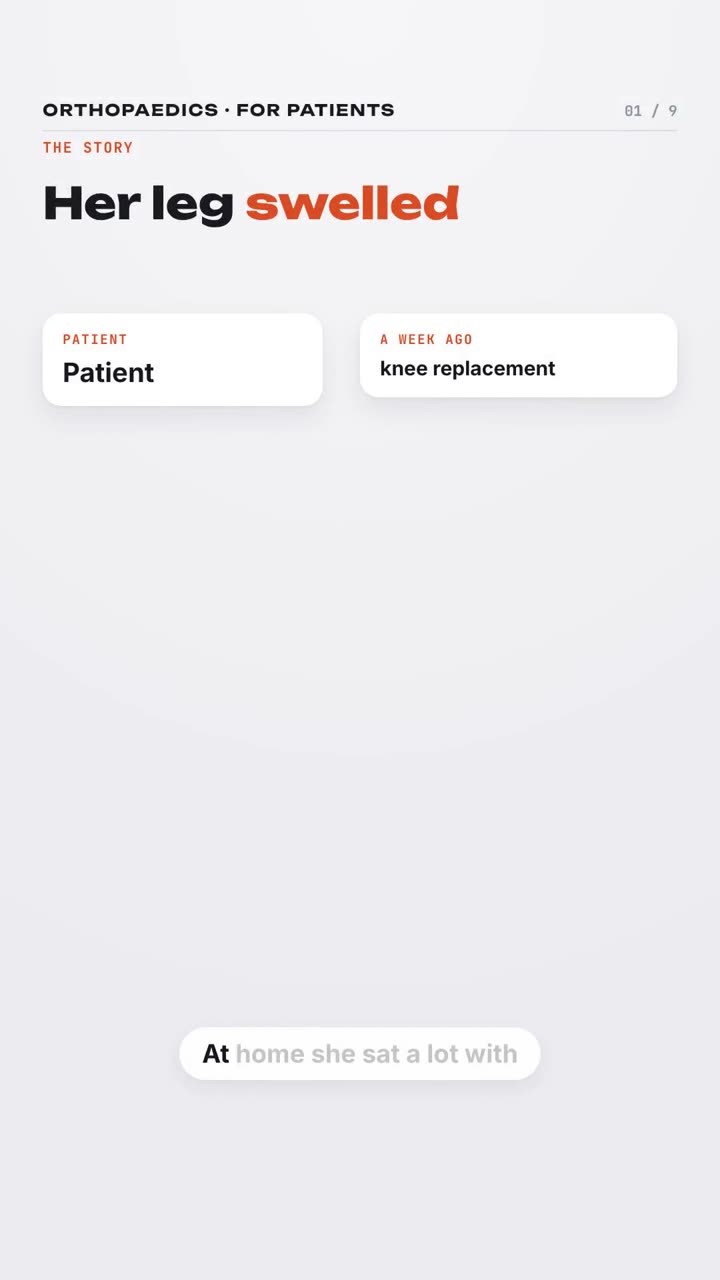 ORTHOPAEDICS · FOR PATIENTS
01 / 9
THE STORY
Her leg swelled
PATIENT
Patient
A WEEK AGO
knee replacement
At home she sat a lot with